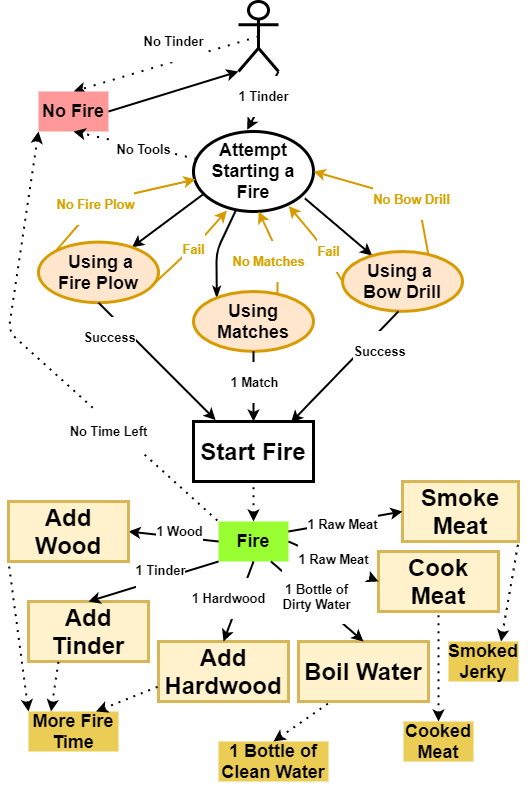 No Tinder
No Fire
1 Tinder
No Tools
Attempt
Starting a
Fire
No Fire Plow
No Bow Drill
Fail
No Matches
Fail
Using a
Fire Plow
Using a
Bow Drill
Using
Matches
Success
Success
1 Match
No Time Left
Start Fire
Fire
1 Wood
1 Raw Meat
Smoke
Meat
Add
Wood
1 Raw Meat
Cook
Meat
1 Tinder
1 Hardwood
1 Bottle of
Dirty Water
Add
Tinder
Add
Hardwood
Boil Water
Smoked
Jerky
More Fire
Time
1 Bottle of
Clean Water
Cooked
Meat